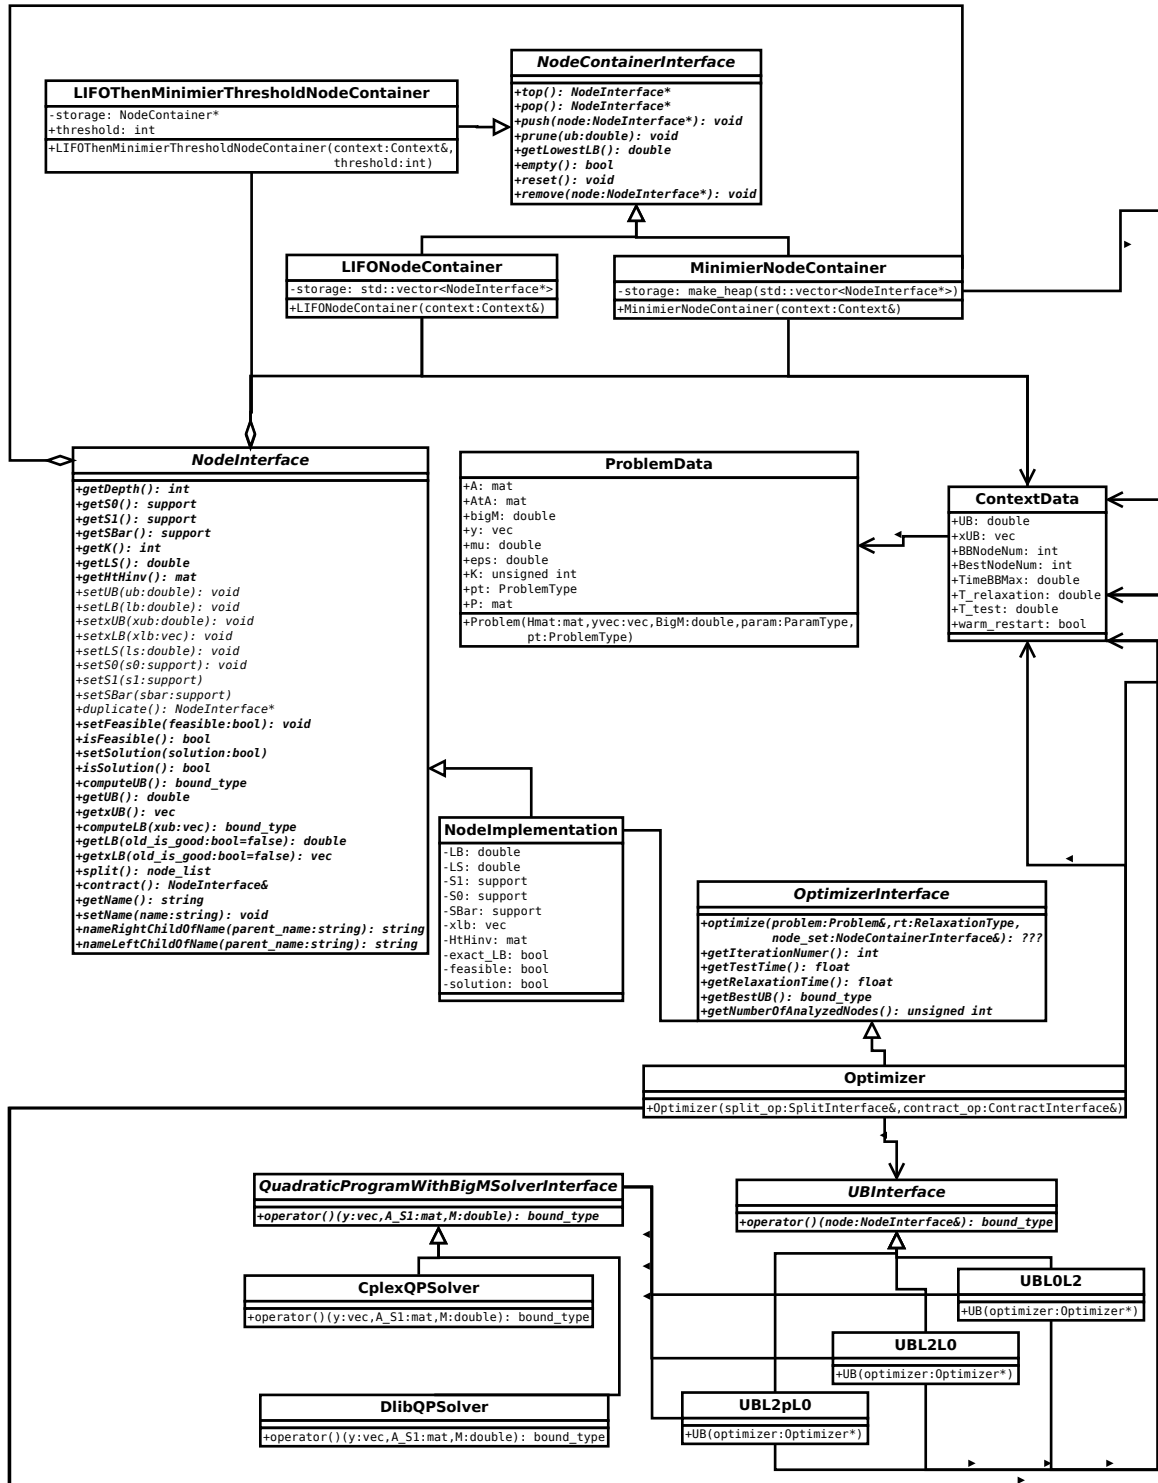 NodeContainerInterface
+top(): NodeInterface*
+pop(): NodeInterface*
+push(node:NodeInterface*): void
+prune(ub:double): void
+getLowestLB(): double
+empty(): bool
+reset(): void
+remove(node:NodeInterface*): void
LIFOThenMinimierThresholdNodeContainer
-storage: NodeContainer*
+threshold: int
+LIFOThenMinimierThresholdNodeContainer(context:Context&,
threshold:int)
LIFONodeContainer
-storage: std::vector<NodeInterface*>
+LIFONodeContainer(context:Context&)
MinimierNodeContainer
-storage: make_heap(std::vector<NodeInterface*>)
+MinimierNodeContainer(context:Context&)
NodeInterface
+getDepth(): int
+getS0(): support
+getS1(): support
+getSBar(): support
+getK(): int
+getLS(): double
+getHtHinv(): mat
+setUB(ub:double): void
+setLB(lb:double): void
+setxUB(xub:double): void
+setxLB(xlb:vec): void
+setLS(ls:double): void
+setS0(s0:support): void
+setS1(s1:support)
+setSBar(sbar:support)
+duplicate(): NodeInterface*
+setFeasible(feasible:bool): void
+isFeasible(): bool
+setSolution(solution:bool)
+isSolution(): bool
+computeUB(): bound_type
+getUB(): double
+getxUB(): vec
+computeLB(xub:vec): bound_type
+getLB(old_is_good:bool=false): double
+getxLB(old_is_good:bool=false): vec
+split(): node_list
+contract(): NodeInterface&
+getName(): string
+setName(name:string): void
+nameRightChildOfName(parent_name:string): string
+nameLeftChildOfName(parent_name:string): string
ProblemData
+A: mat
+AtA: mat
+bigM: double
+y: vec
+mu: double
+eps: double
+K: unsigned int
+pt: ProblemType
+P: mat
+Problem(Hmat:mat,yvec:vec,BigM:double,param:ParamType,
pt:ProblemType)
ContextData
+UB: double
+xUB: vec
+BBNodeNum: int
+BestNodeNum: int
+TimeBBMax: double
+T_relaxation: double
+T_test: double
+warm_restart: bool
NodeImplementation
-LB: double
-LS: double
-S1: support
-S0: support
-SBar: support
-xlb: vec
-HtHinv: mat
-exact_LB: bool
-feasible: bool
-solution: bool
OptimizerInterface
+optimize(problem:Problem&,rt:RelaxationType,
node_set:NodeContainerInterface&): ???
+getIterationNumer(): int
+getTestTime(): float
+getRelaxationTime(): float
+getBestUB(): bound_type
+getNumberOfAnalyzedNodes(): unsigned int
Optimizer
+Optimizer(split_op:SplitInterface&,contract_op:ContractInterface&)
QuadraticProgramWithBigMSolverInterface
+operator()(y:vec,A_S1:mat,M:double): bound_type
UBInterface
+operator()(node:NodeInterface&): bound_type
CplexQPSolver
+operator()(y:vec,A_S1:mat,M:double): bound_type
UBL0L2
+UB(optimizer:Optimizer*)
UBL2L0
+UB(optimizer:Optimizer*)
DlibQPSolver
+operator()(y:vec,A_S1:mat,M:double): bound_type
UBL2pL0
+UB(optimizer:Optimizer*)